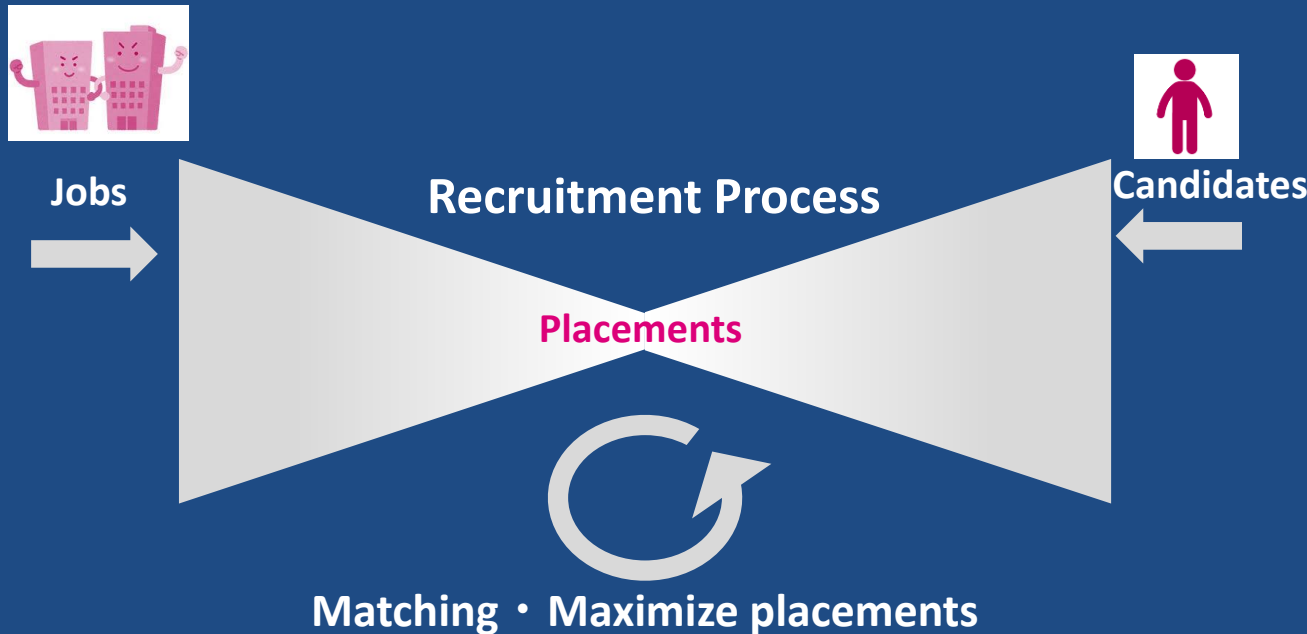 Jobs
Recruitment Process
Candidates
Placements
Matching・Maximize placements